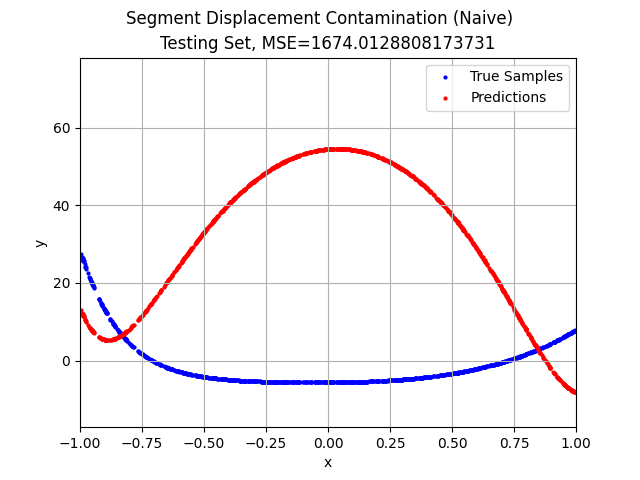 Segment Displacement Contamination (Naive)
Testing Set, MSE=1674.0128808173731
True Samples
Predictions
60
40
20
0
y
−1.00 −0.75 −0.50 −0.25 0.00 0.25 0.50 0.75 1.00
x